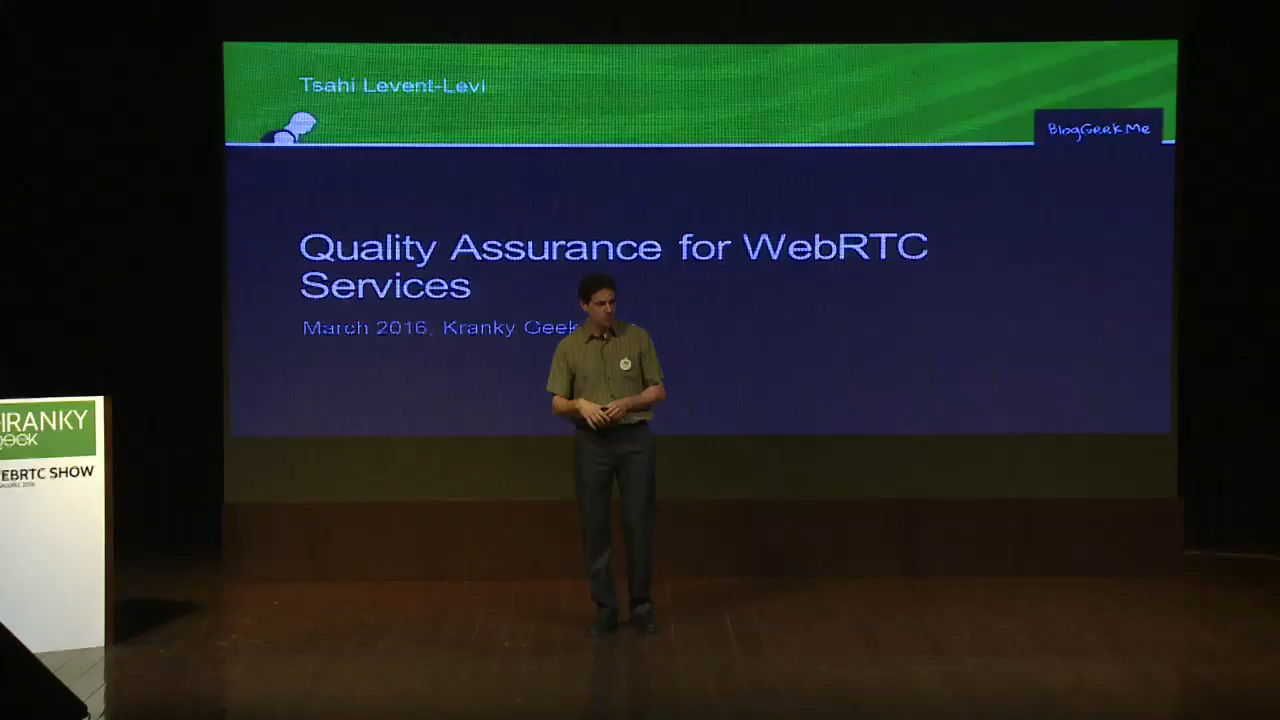 Tsahi Levent-Levi
BlogGeekMe
Quality Assurance for WebRTC
Services
March 2016, Kranky Geek
KRANKY
geek
WEBRTC SHOW